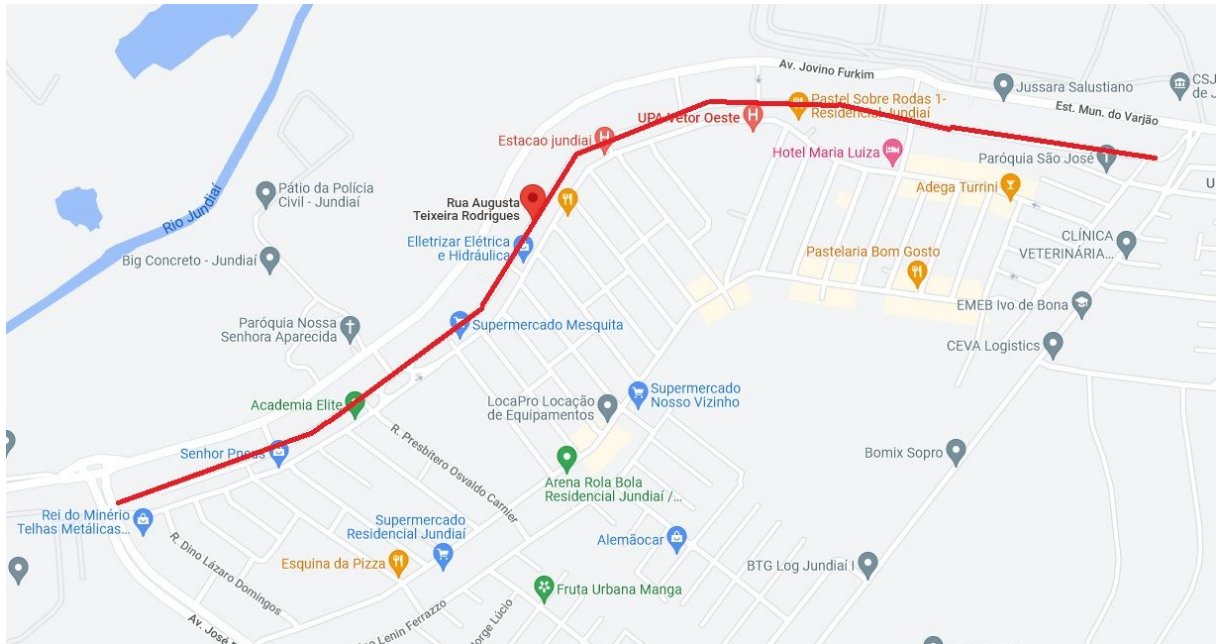 Av. Jovino Furkim
Jussara Salustiano
CSJ
de J
Pastel Sobre Rodas 1-
Residencial Jundiaí
Est. Mun. do Varjão
UPA Vetor Oeste
Estacao jundiai
Hotel Maria Luiza
Paróquia São José
Adega Turrini
U
Pátio da Polícia
Civil - Jundiaí
Rua Augusta
Teixeira Rodrigues
Rio Jundiaí
Elletrizar Elétrica
e Hidráulica
CLÍNICA
VETERINÁRIA...
Pastelaria Bom Gosto
Big Concreto - Jundiaí
EMEB Ivo de Bona
Paróquia Nossa
Senhora Aparecida
Supermercado Mesquita
CEVA Logistics
Supermercado
Nosso Vizinho
LocaPro Locação
de Equipamentos
Academia Elite
R. Presbítero Osvaldo Carnier
Senhor Pneus
Bomix Sopro
Arena Rola Bola
Residencial Jundiaí /...
Rei do Minério
Telhas Metálicas...
Supermercado
Residencial Jundiaí
Alemãocar
R. Dino Lázaro Domingos
Esquina da Pizza
BTG Log Jundiaí I
Fruta Urbana Manga
Lenin Ferrazzo
Jorge Lúcio
Av. José